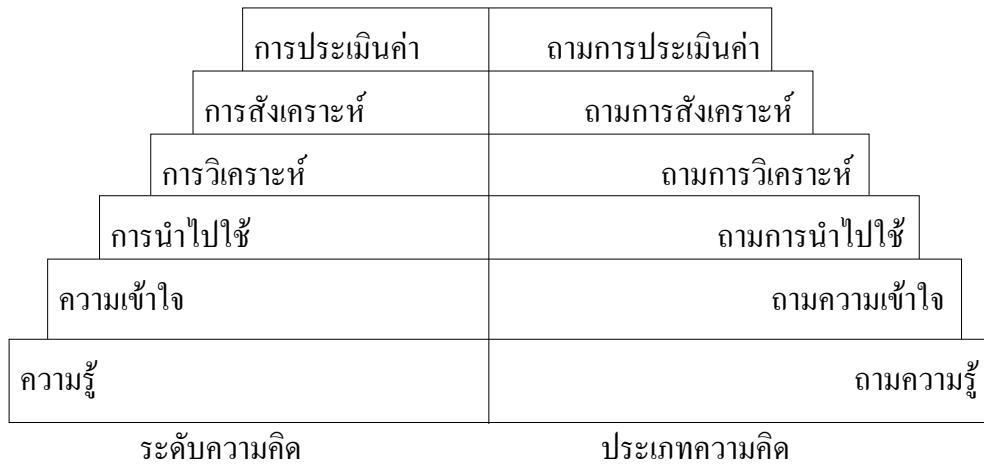 การประเมินค่า ถามการประเมินค่า
การสังเคราะห์ ถามการสังเคราะห์
การวิเคราะห์ ถามการวิเคราะห์
การนำไปใช้ ถามการนำไปใช้
ความเข้าใจ ถามความเข้าใจ
ความรู้ ถามความรู้
ระดับความคิด ประเภทความคิด